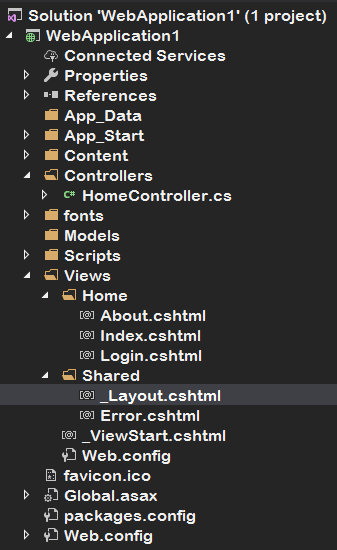 Solution 'WebApplication1' (1 project)
WebApplication1
Connected Services
Properties
References
App_Data
App_Start
Content
Controllers
C# HomeController.cs
fonts
Models
Scripts
Views
Home
[@] About.cshtml
[@] Index.cshtml
[@] Login.cshtml
Shared
[@] _Layout.cshtml
[@] Error.cshtml
[@] _ViewStart.cshtml
Web.config
favicon.ico
Global.asax
packages.config
Web.config